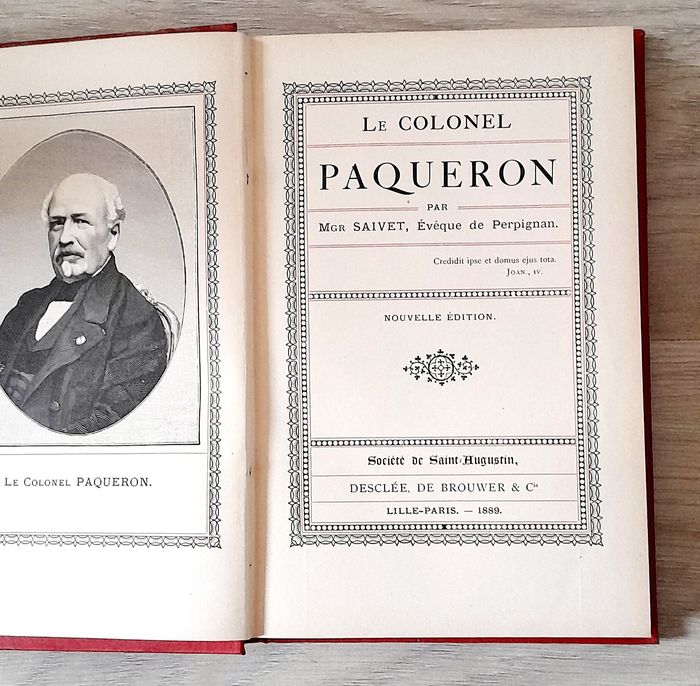 Le Colonel PAQUERON.
Le COLONEL
PAQUERON
PAR
Mgr SAIVET, Évêque de Perpignan.
Credidit ipse et domus ejus tota.
Joan., iv.
NOUVELLE ÉDITION.
Société de Saint-Augustin,
DESCLÉE, DE BROUWER & Cie
LILLE-PARIS. — 1889.